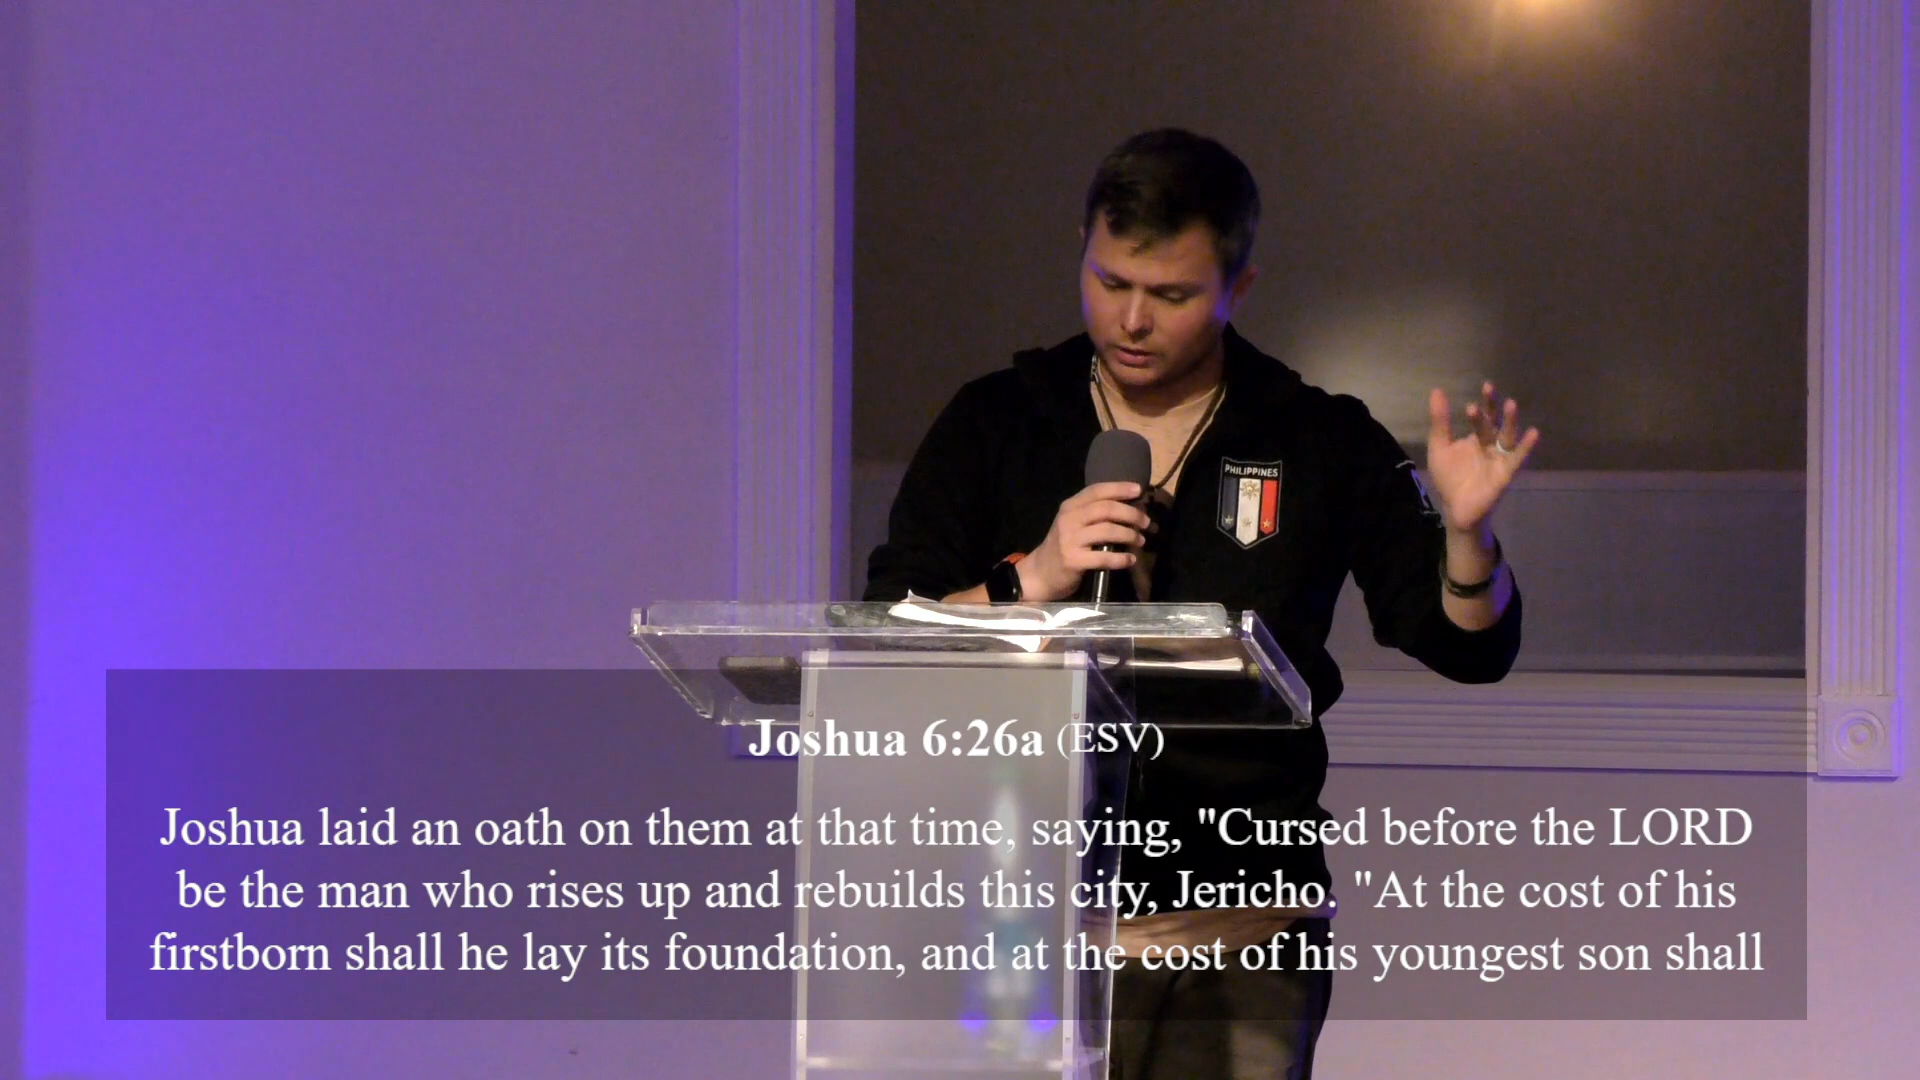 PHILIPPINES
Joshua 6:26a (ESV)
Joshua laid an oath on them at that time, saying, "Cursed before the LORD
be the man who rises up and rebuilds this city, Jericho. "At the cost of his
firstborn shall he lay its foundation, and at the cost of his youngest son shall